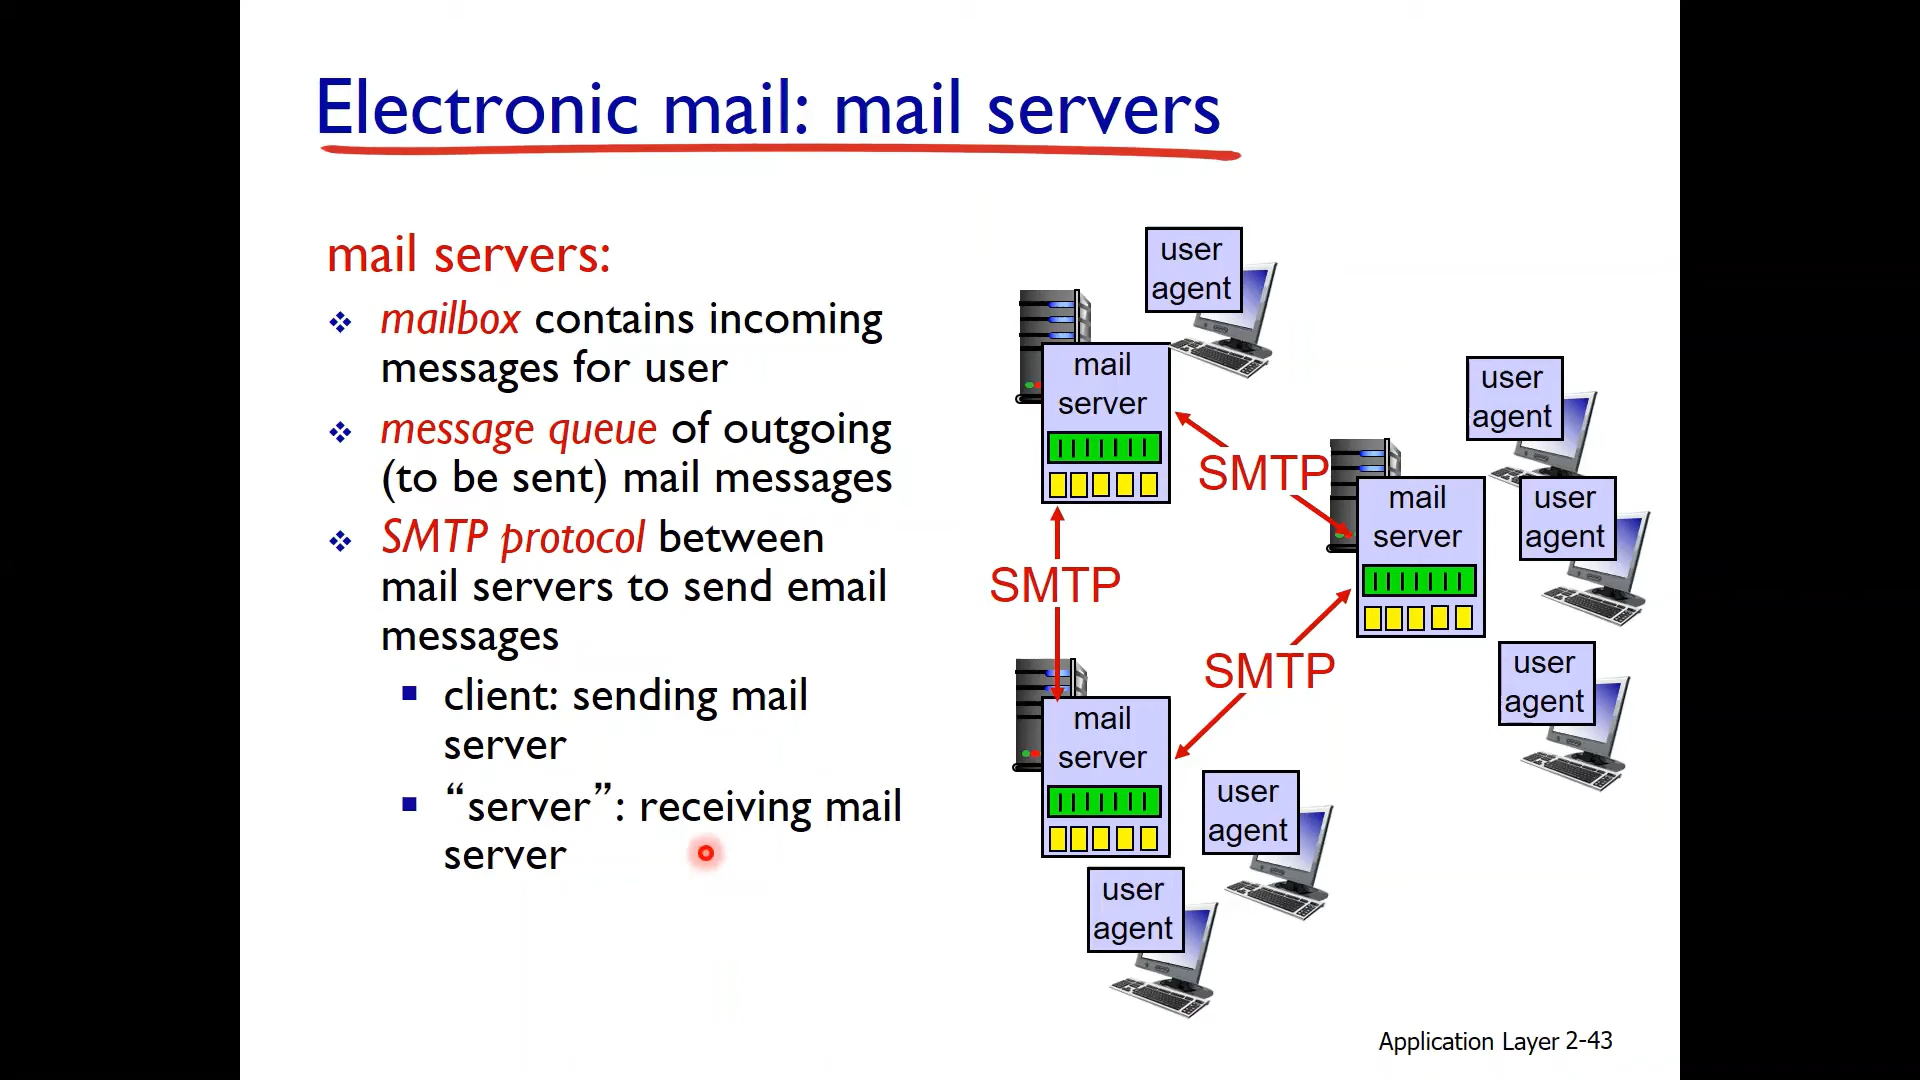 Electronic mail: mail servers
mail servers:
mailbox contains incoming
messages for user
message queue of outgoing
(to be sent) mail messages
SMTP protocol between
mail servers to send email
messages
client: sending mail
server
“server”: receiving mail
server
user
agent
mail
server
SMTP
user
agent
mail
server
user
agent
SMTP
SMTP
user
agent
mail
server
user
agent
user
agent
Application Layer 2-43